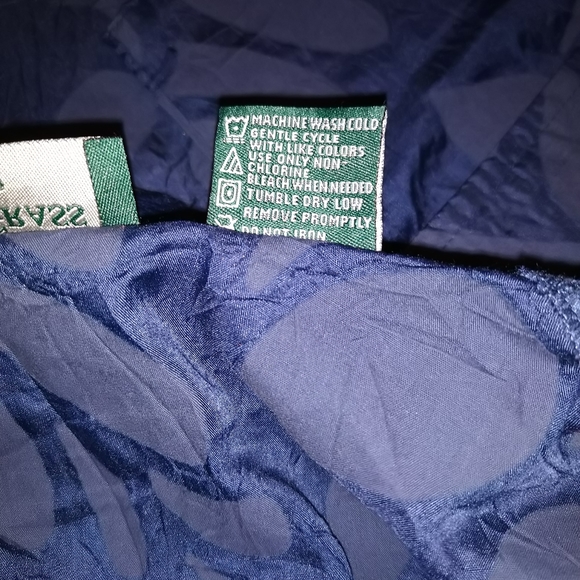 MACHINE WASH COLD
GENTLE CYCLE
WITH LIKE COLORS
USE ONLY NON-
CHLORINE
BLEACH WHEN NEEDED
TUMBLE DRY LOW
REMOVE PROMPTLY
DO NOT IRON
RASS